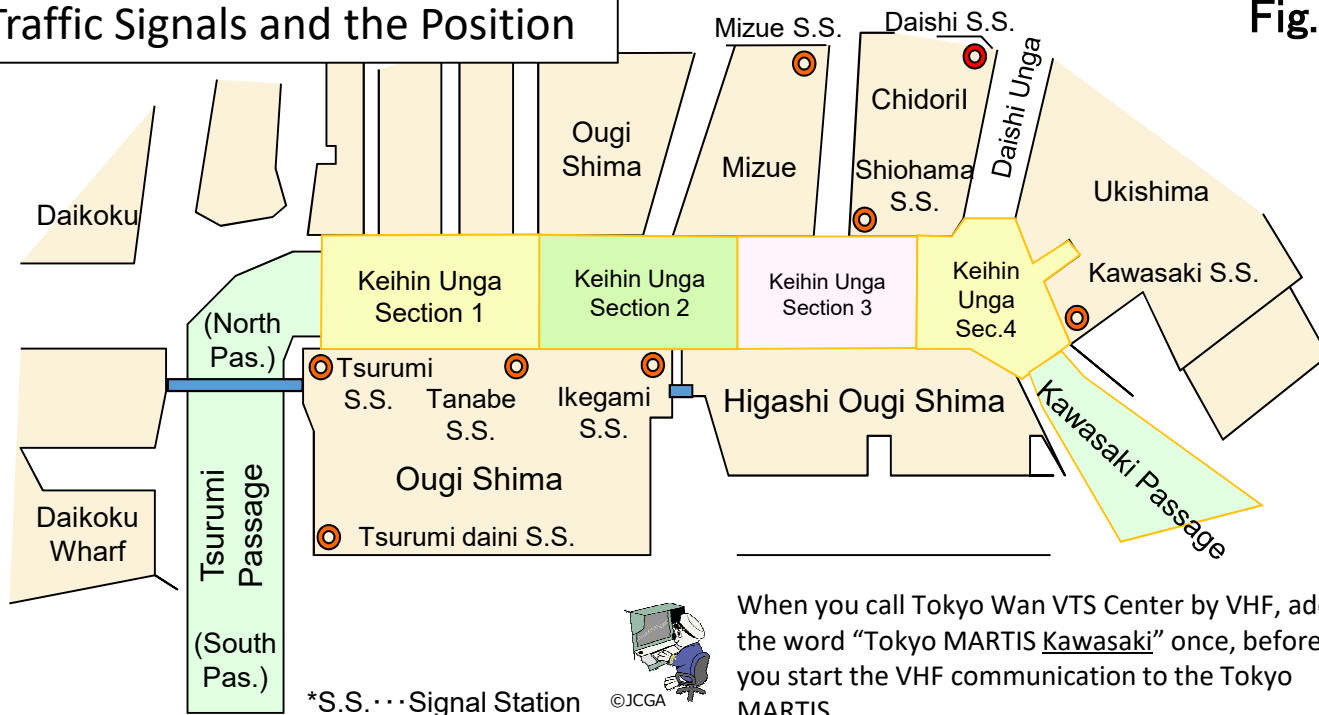 Traffic Signals and the Position
Fig.
Mizue S.S.
Daishi S.S.
Daishi Unga
Chidoril
Ougi
Shima
Mizue
Shiohama
S.S.
Ukishima
Daikoku
Kawasaki S.S.
Keihin Unga
Section 1
Keihin Unga
Section 2
Keihin Unga
Section 3
Keihin
Unga
Sec.4
(North
Pas.)
Tsurumi
S.S.
Tanabe
S.S.
Ikegami
S.S.
Higashi Ougi Shima
Kawasaki Passage
Ougi Shima
Tsurumi
Passage
Daikoku
Wharf
Tsurumi daini S.S.
(South
Pas.)
*S.S.･･･Signal Station
©JCGA
When you call Tokyo Wan VTS Center by VHF, add
the word “Tokyo MARTIS Kawasaki” once, before
you start the VHF communication to the Tokyo
MARTIS